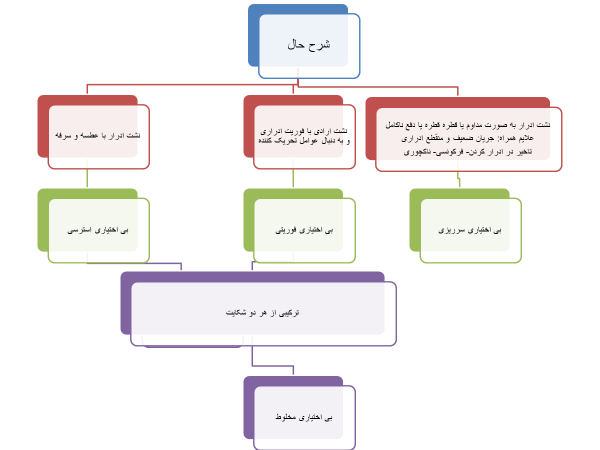 شرح حال
نشت ادرار به صورت مداوم یا قطره قطره یا دفع ناکامل
علایم همراه: جریان ضعیف و منقطع ادراری
تاخیر در ادرار کردن- فرکونسی- ناکچوری
نشت ارادی با فوریت ادراری
و به دنبال عوامل تحریک کننده
نشت ادرار با عطسه و سرفه
بی اختیاری سرریزی
بی اختیاری فوریتی
بی اختیاری استرسی
ترکیبی از هر دو شکایت
بی اختیاری مخلوط